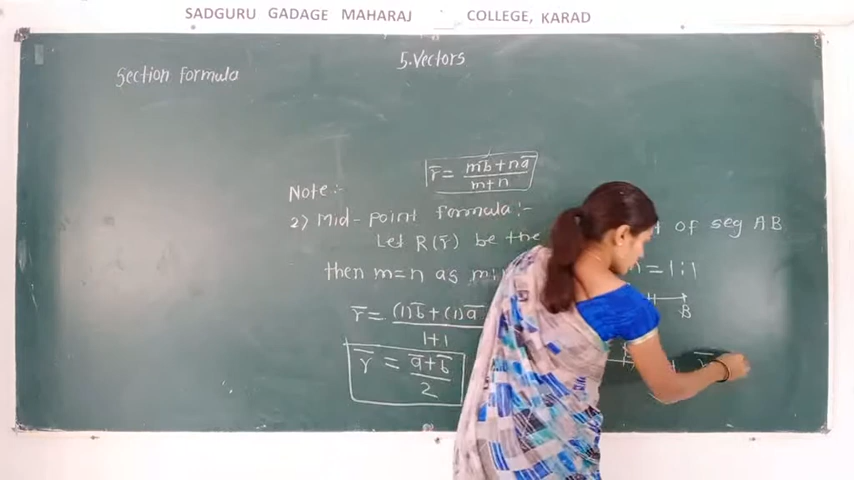 SADGURU GADAGE MAHARAJ COLLEGE, KARAD
5.Vectors
Section Formula
r̅ = (mb̅ + na̅)/(m+n)
Note :-
2) Mid-point formula :-
Let R(r̅) be the of seg AB
then m=n as m: = 1:1
r̅ = ((1)b̅ + (1)a̅)/(1+1)
B
r̅ = (a̅+b̅)/2